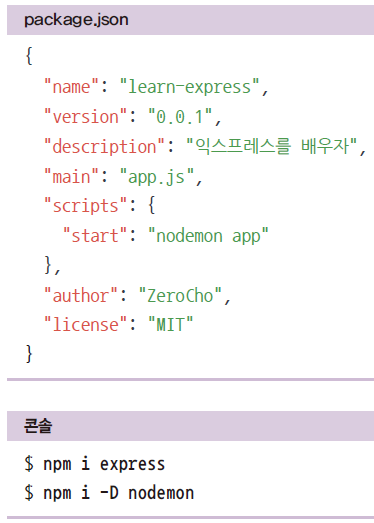 package.json
{
  "name": "learn-express",
  "version": "0.0.1",
  "description": "익스프레스를 배우자",
  "main": "app.js",
  "scripts": {
    "start": "nodemon app"
  },
  "author": "ZeroCho",
  "license": "MIT"
}
콘솔
$ npm i express
$ npm i -D nodemon